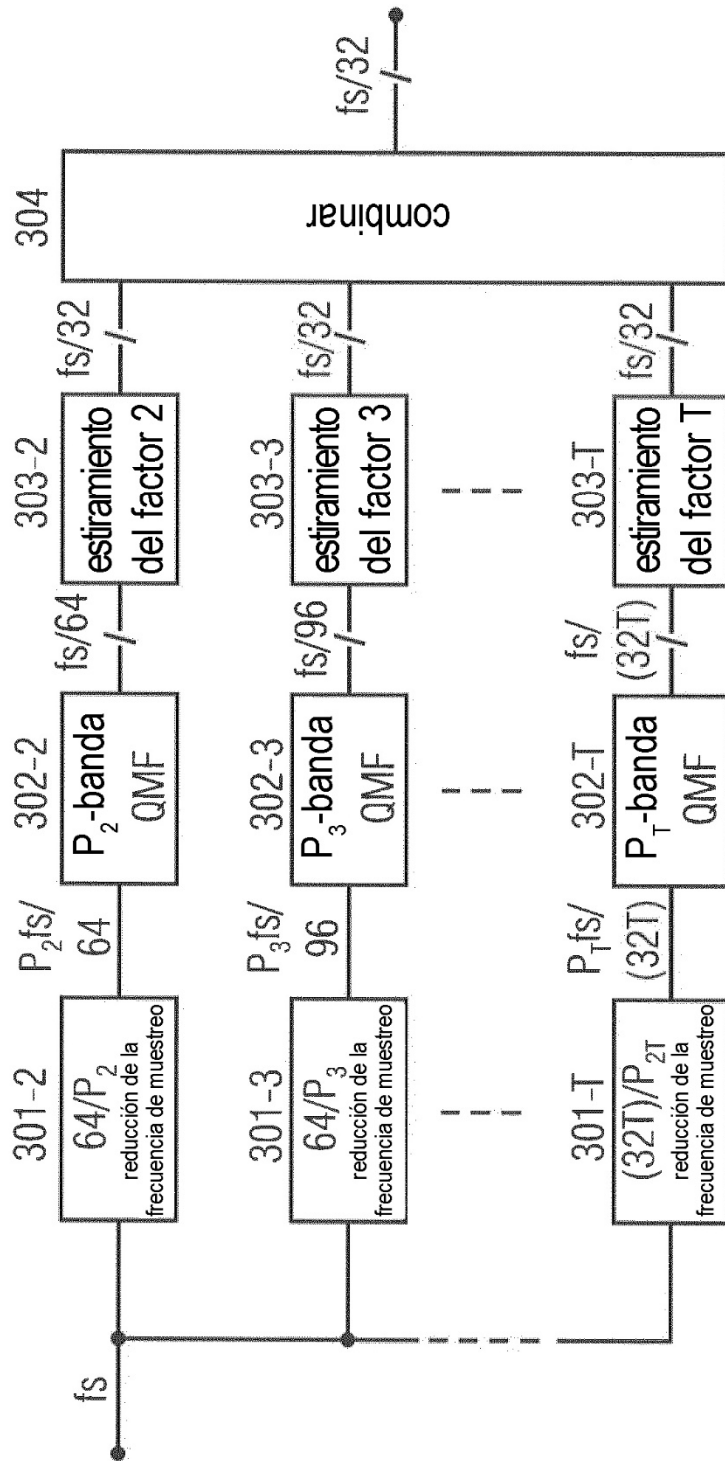 fs
301-2
64/P₂
reducción de la
frecuencia de muestreo
P₂fs/
64
302-2
P₂-banda
QMF
fs/64
303-2
estiramiento
del factor 2
fs/32
304
combinar
fs/32
301-3
64/P₃
reducción de la
frecuencia de muestreo
P₃fs/
96
302-3
P₃-banda
QMF
fs/96
303-3
estiramiento
del factor 3
fs/32
301-T
(32T)/P₂T
reducción de la
frecuencia de muestreo
PTfs/
(32T)
302-T
PT-banda
QMF
fs/
(32T)
303-T
estiramiento
del factor T
fs/32